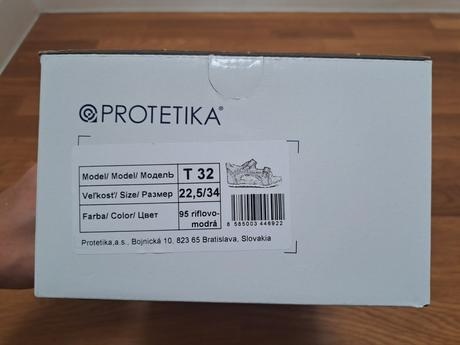 PROTETIKA®
Model/ Model/ МоделЬ T 32
Veľkosť/ Size/ Размер 22,5/34
Farba/ Color/ Цвет 95 riflovo-
modrá
8 585003 446922
Protetika,a.s., Bojnická 10, 823 65 Bratislava, Slovakia